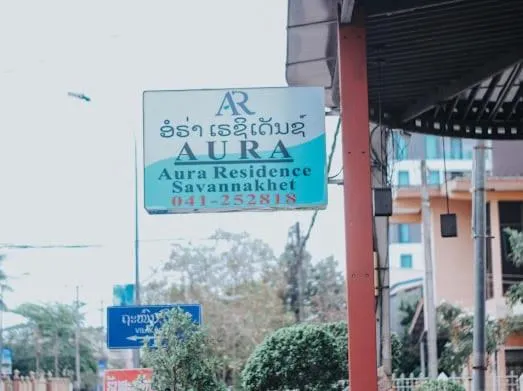 AR
ອໍຣ່າ ເຣຊິເດັນຊ໌
AURA
Aura Residence
Savannakhet
041-252818